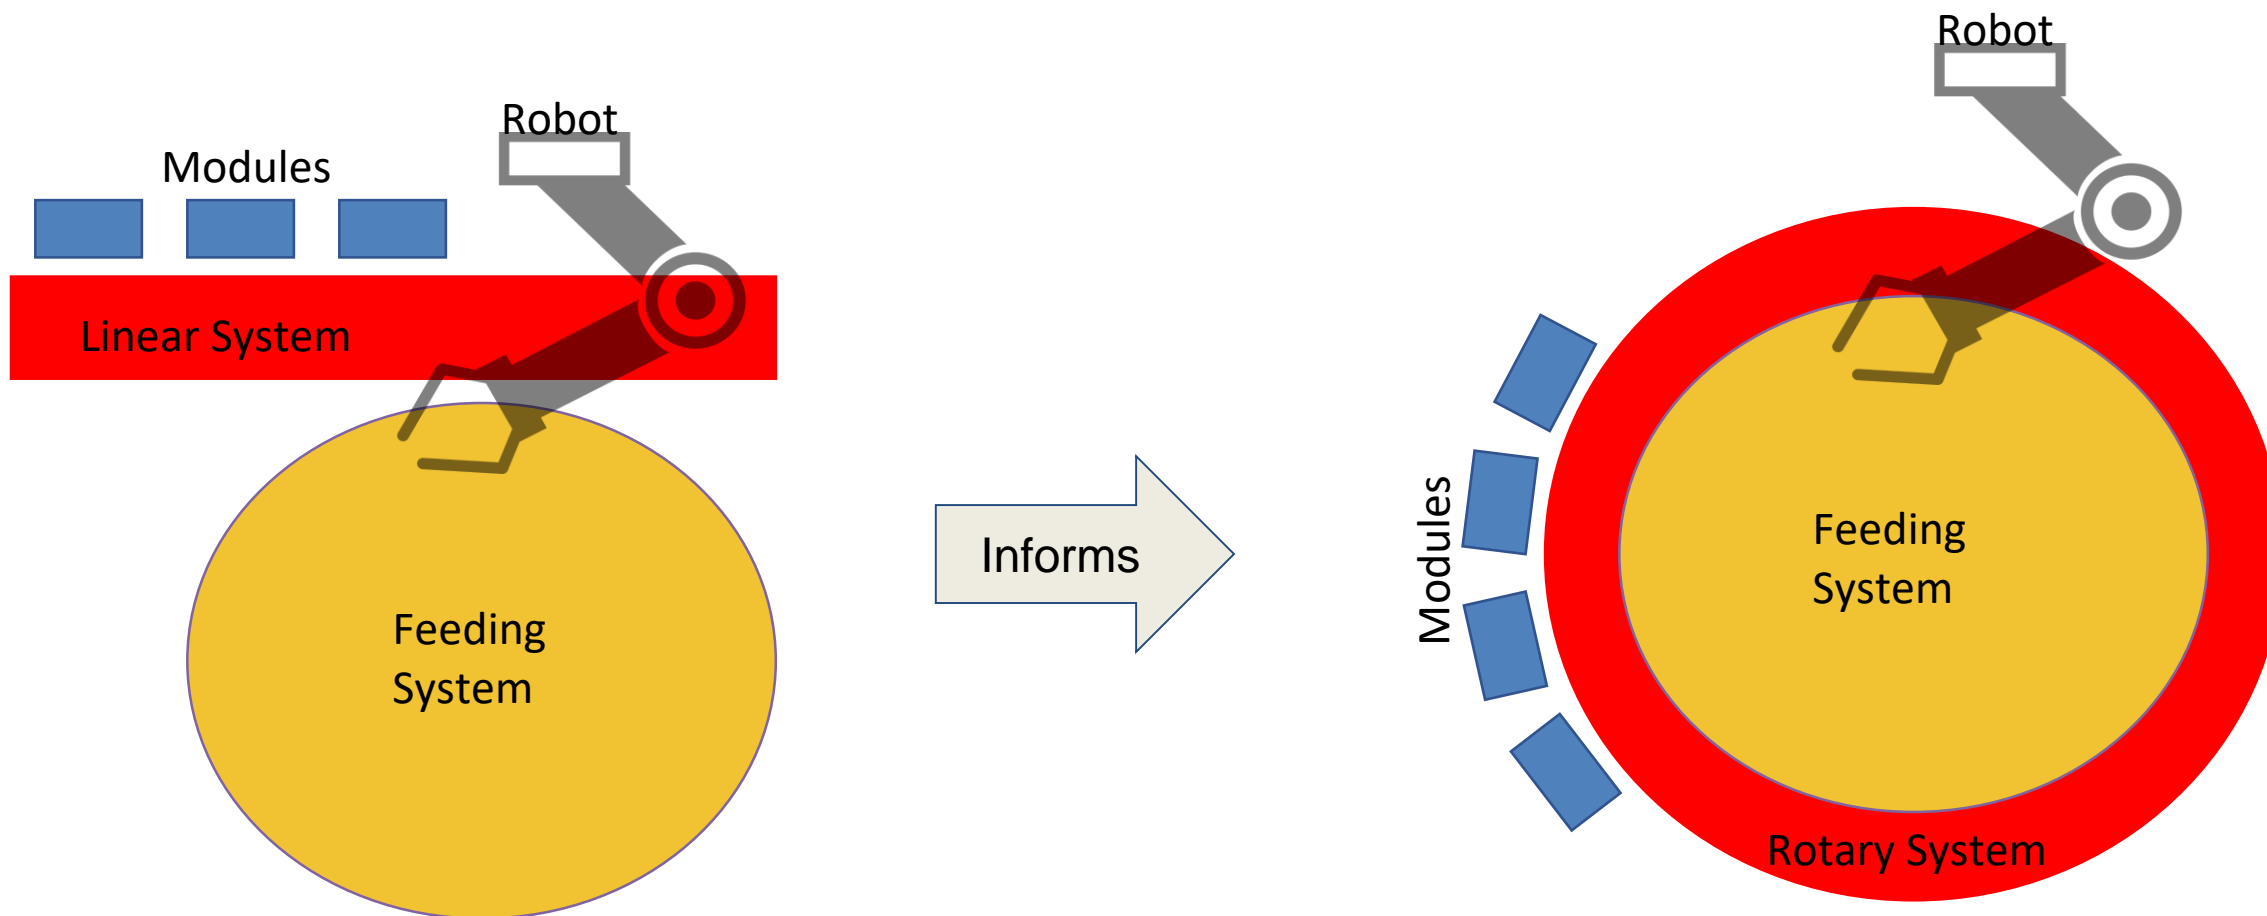 Robot
Modules
Linear System
Feeding
System
Informs
Robot
Modules
Feeding
System
Rotary System